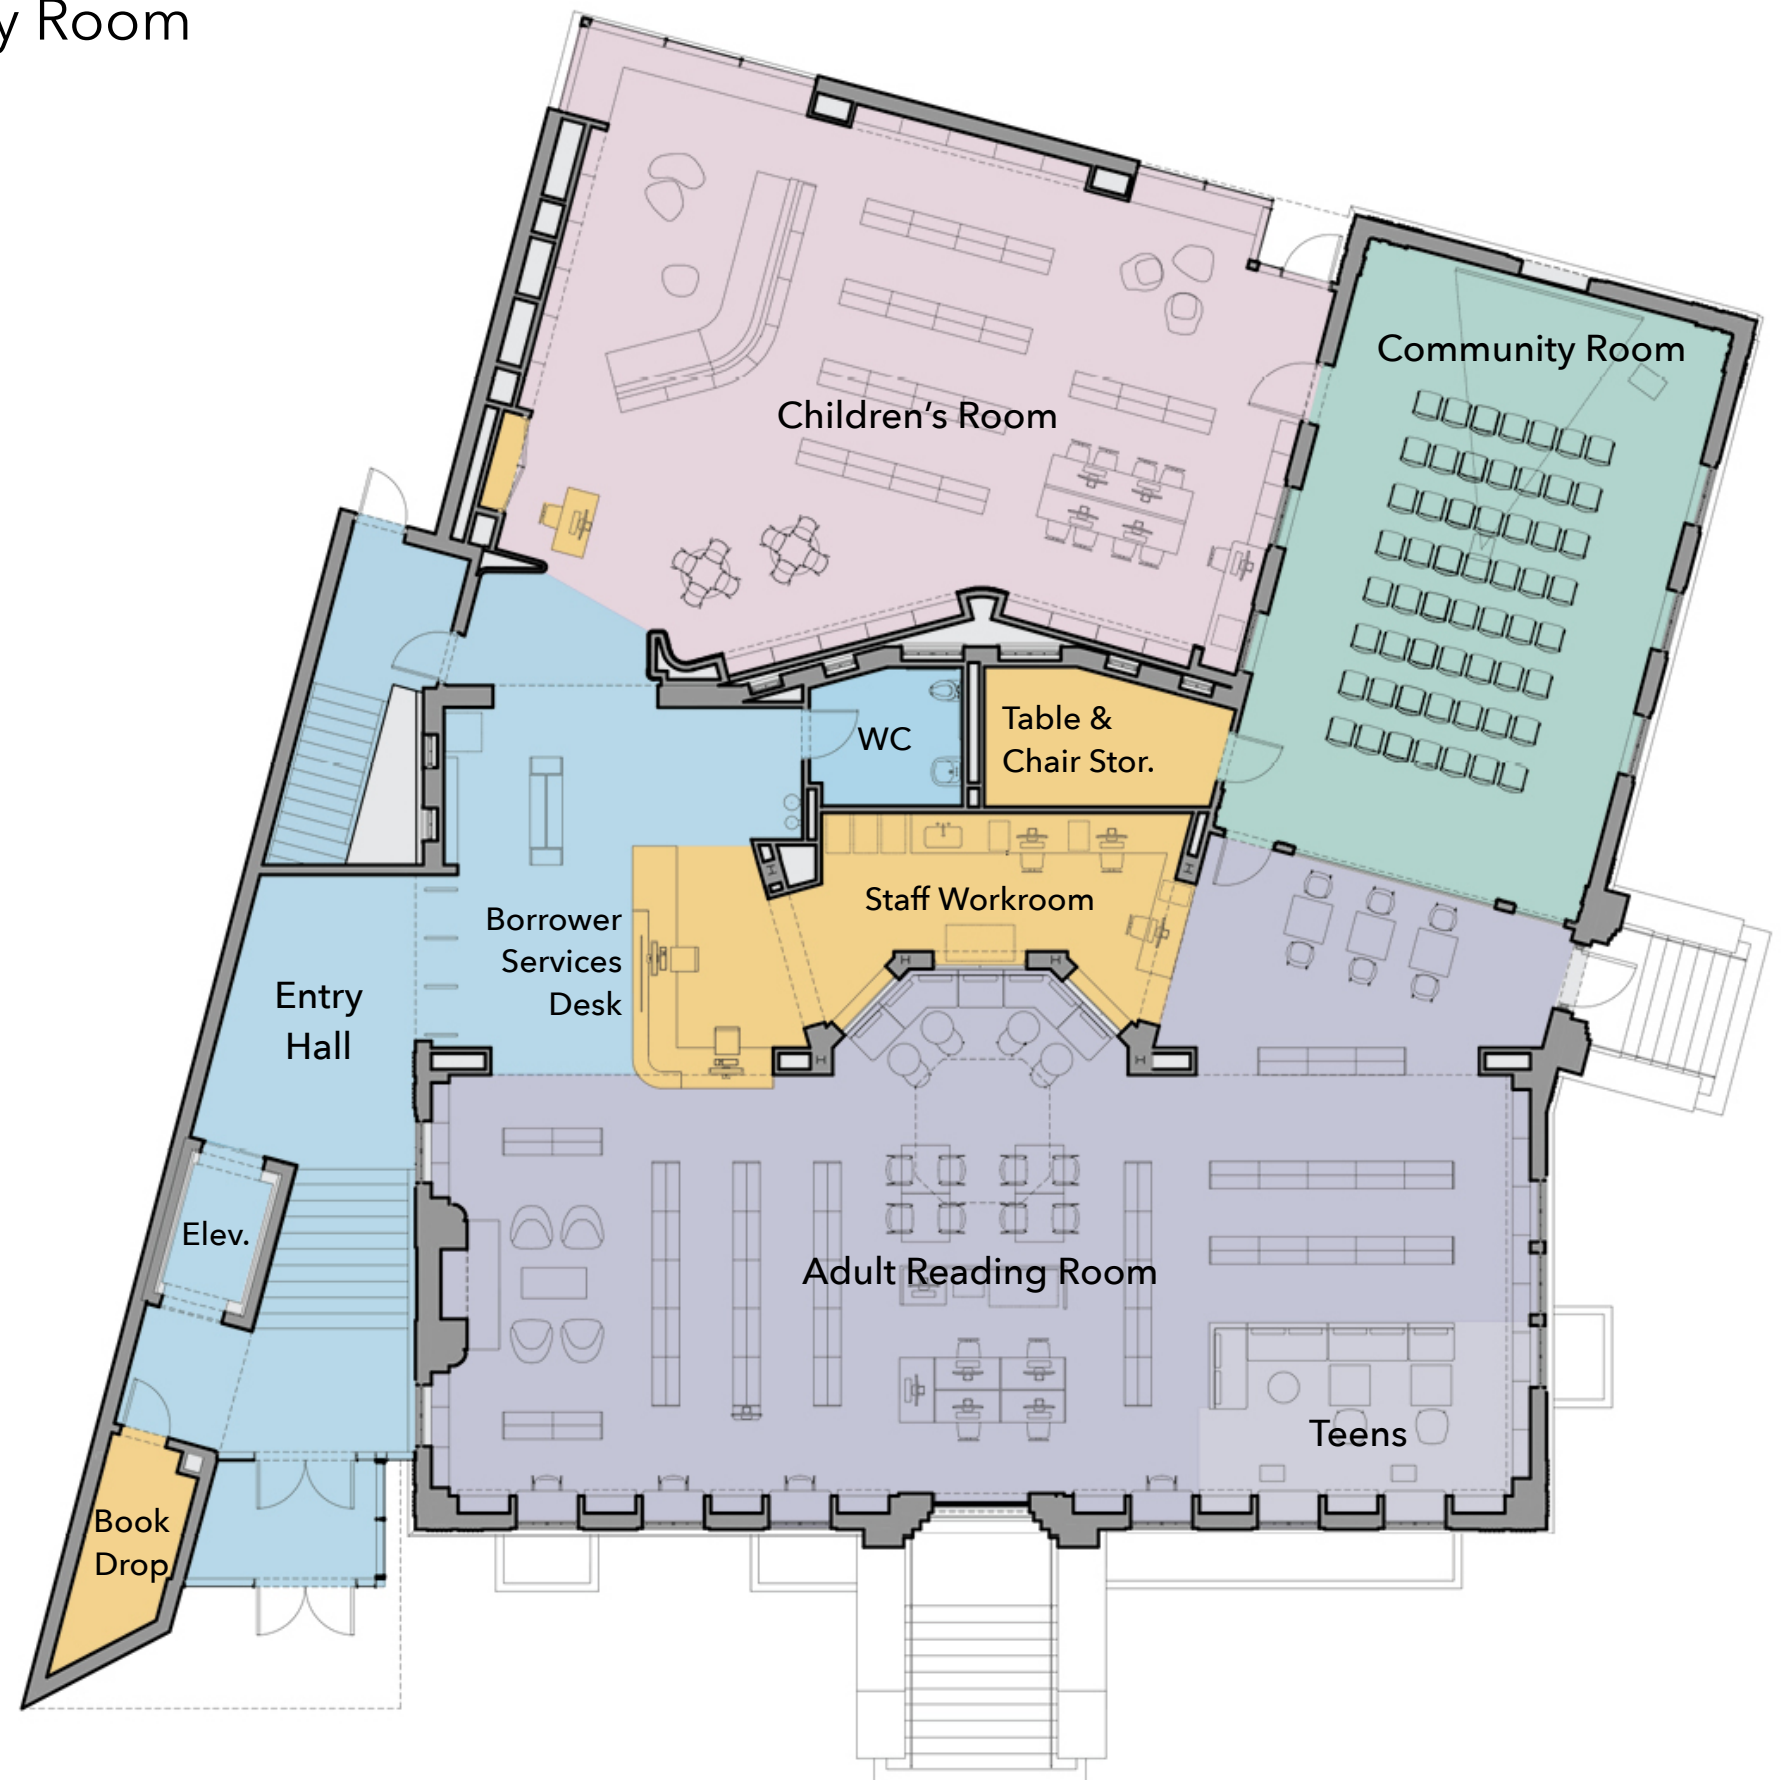 y Room
Community Room
Children's Room
Table &
Chair Stor.
WC
Staff Workroom
Borrower
Services
Desk
Entry
Hall
Elev.
Adult Reading Room
Teens
Book
Drop
H
H
H
H
H
H